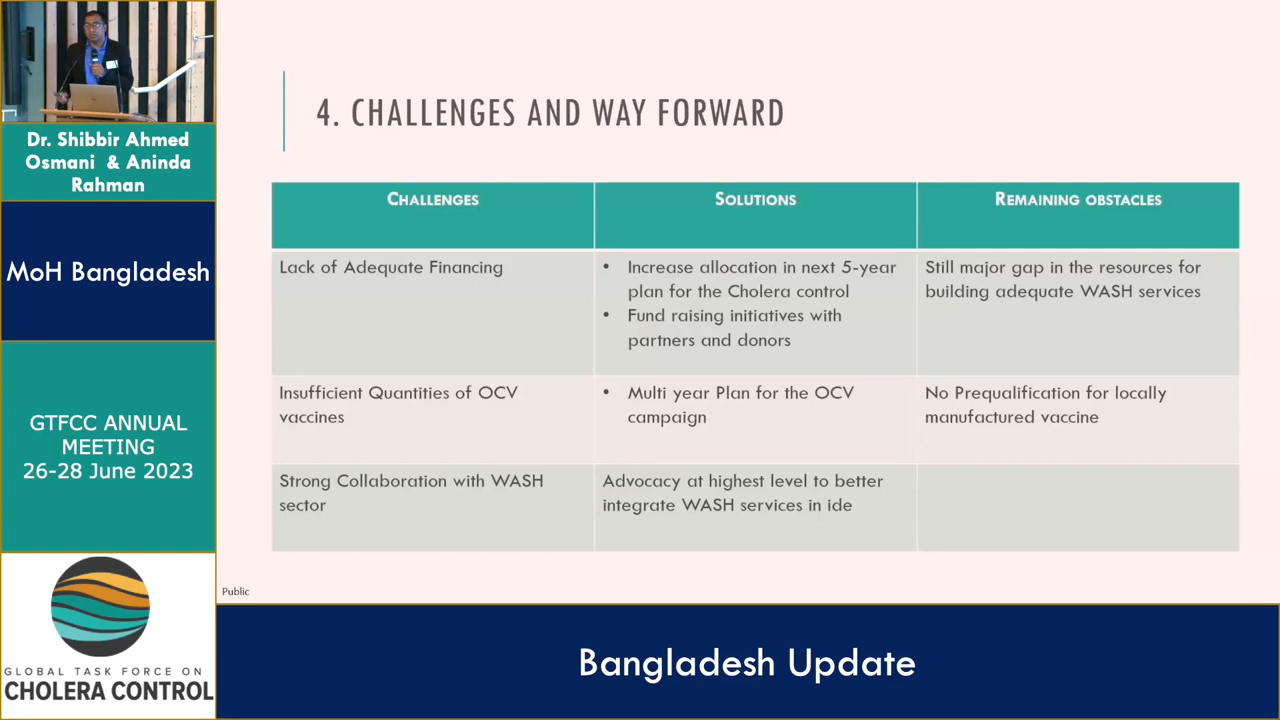 Dr. Shibbir Ahmed
Osmani & Aninda
Rahman
MoH Bangladesh
GTFCC ANNUAL
MEETING
26-28 June 2023
GLOBAL TASK FORCE ON
CHOLERA CONTROL
4. CHALLENGES AND WAY FORWARD
CHALLENGES
SOLUTIONS
REMAINING OBSTACLES
Lack of Adequate Financing
• Increase allocation in next 5-year
plan for the Cholera control
• Fund raising initiatives with
partners and donors
Still major gap in the resources for
building adequate WASH services
Insufficient Quantities of OCV
vaccines
• Multi year Plan for the OCV
campaign
No Prequalification for locally
manufactured vaccine
Strong Collaboration with WASH
sector
Advocacy at highest level to better
integrate WASH services in ide
Public
Bangladesh Update